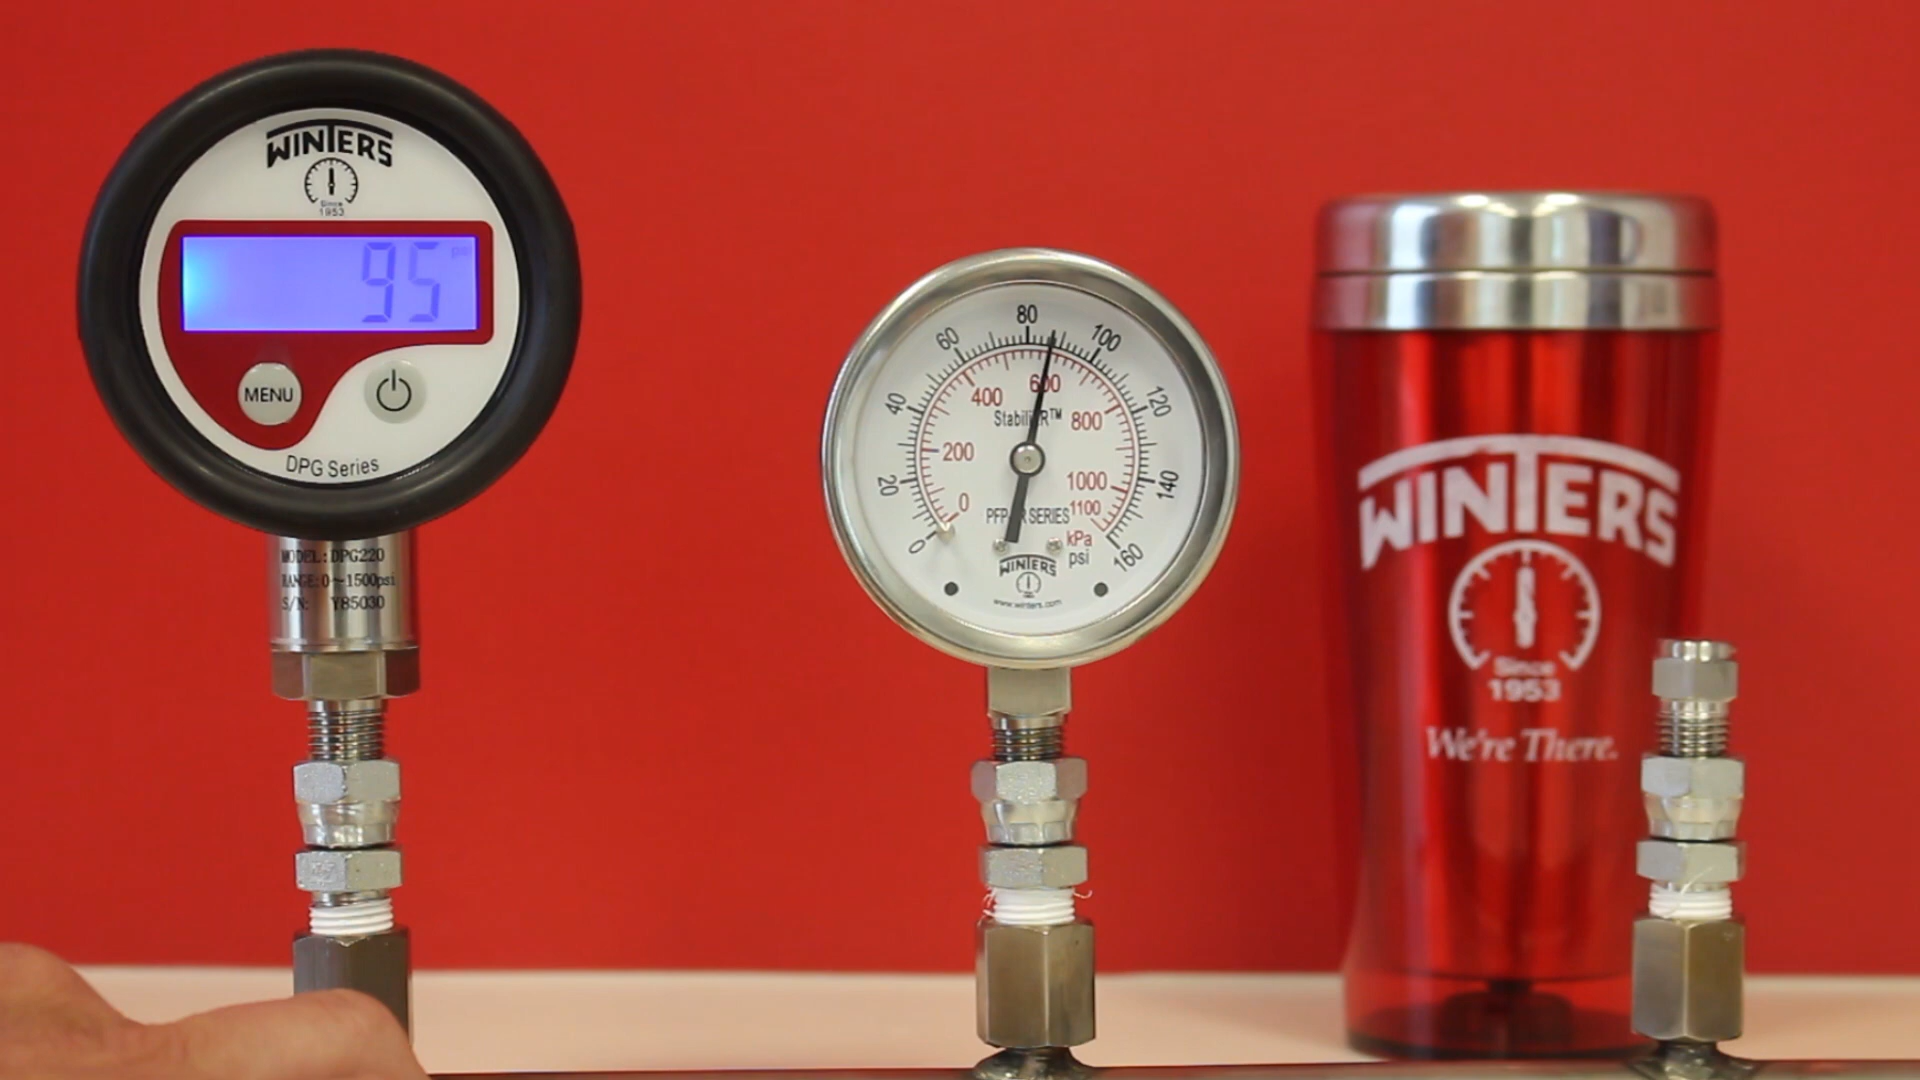 WINTERS
Since
1953
95 psi
MENU
DPG Series
MODEL:DPG220
RANGE:0~1500psi
S/N: Y85030
0
20
40
60
80
100
120
140
160
0
200
400
600
800
1000
1100
kPa
psi
SERIES
WINTERS
www.winters.com
WINTERS
Since
1953
We're There.